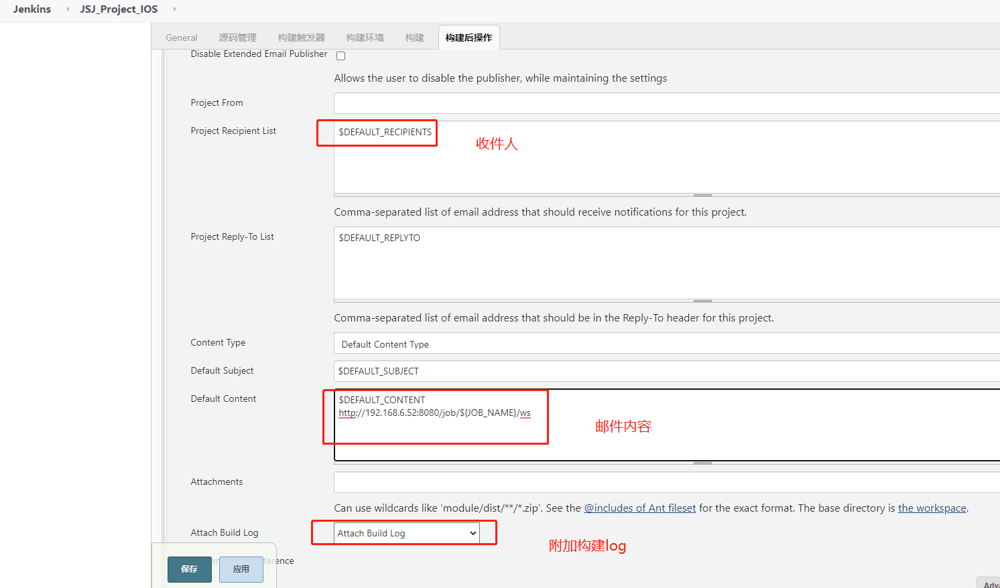 Jenkins JSJ_Project_IOS
General 源码管理 构建触发器 构建环境 构建 构建后操作
Disable Extended Email Publisher
Allows the user to disable the publisher, while maintaining the settings
Project From
Project Recipient List
$DEFAULT_RECIPIENTS
收件人
Comma-separated list of email address that should receive notifications for this project.
Project Reply-To List
$DEFAULT_REPLYTO
Comma-separated list of email address that should be in the Reply-To header for this project.
Content Type
Default Content Type
Default Subject
$DEFAULT_SUBJECT
Default Content
$DEFAULT_CONTENT
http://192.168.6.52:8080/job/${JOB_NAME}/ws
邮件内容
Attachments
Can use wildcards like 'module/dist/**/*.zip'. See the @includes of Ant fileset for the exact format. The base directory is the workspace.
Attach Build Log
Attach Build Log
附加构建log
保存 应用